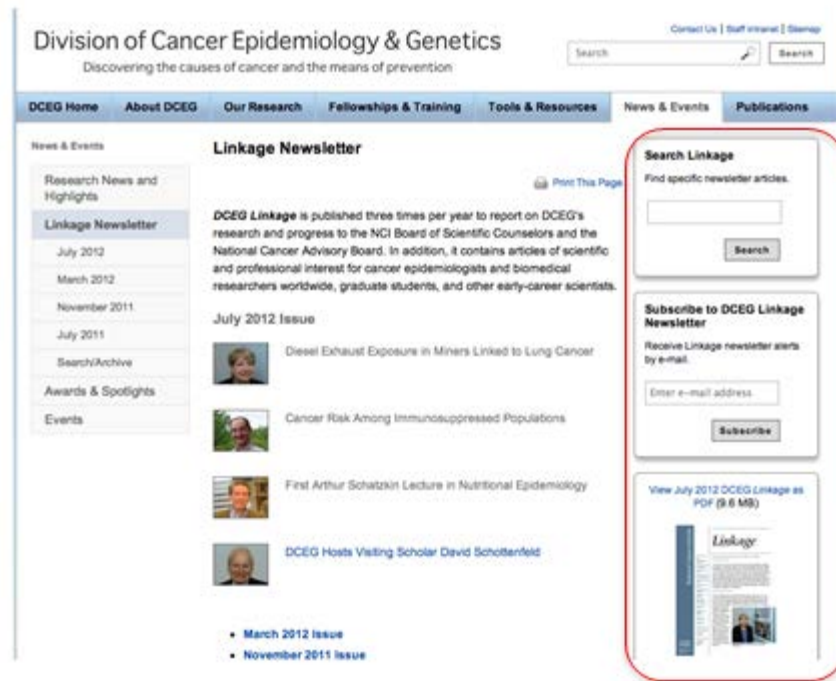 Contact Us | Staff Intranet | Sitemap
Division of Cancer Epidemiology & Genetics
Discovering the causes of cancer and the means of prevention
Search
Search
DCEG Home About DCEG Our Research Fellowships & Training Tools & Resources News & Events Publications
News & Events
Research News and
Highlights
Linkage Newsletter
July 2012
March 2012
November 2011
July 2011
Search/Archive
Awards & Spotlights
Events
Linkage Newsletter
Print This Page
DCEG Linkage is published three times per year to report on DCEG's
research and progress to the NCI Board of Scientific Counselors and the
National Cancer Advisory Board. In addition, it contains articles of scientific
and professional interest for cancer epidemiologists and biomedical
researchers worldwide, graduate students, and other early-career scientists.
July 2012 Issue
Diesel Exhaust Exposure in Miners Linked to Lung Cancer
Cancer Risk Among Immunosuppressed Populations
First Arthur Schatzkin Lecture in Nutritional Epidemiology
DCEG Hosts Visiting Scholar David Schottenfeld
• March 2012 Issue
• November 2011 Issue
Search Linkage
Find specific newsletter articles.
Search
Subscribe to DCEG Linkage
Newsletter
Receive Linkage newsletter alerts
by e-mail.
Enter e-mail address
Subscribe
View July 2012 DCEG Linkage as
PDF (9.6 MB)
Linkage